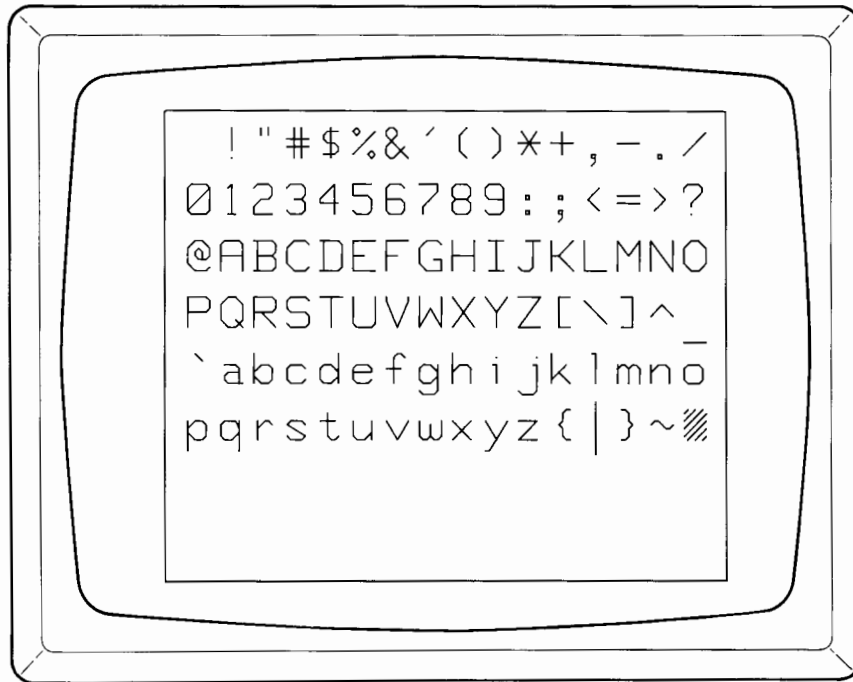 !"#$%&´()*+,-./
0123456789:;<=>?
@ABCDEFGHIJKLMNO
PQRSTUVWXYZ[\]^_
`abcdefghijklmno
pqrstuvwxyz{|}~▒